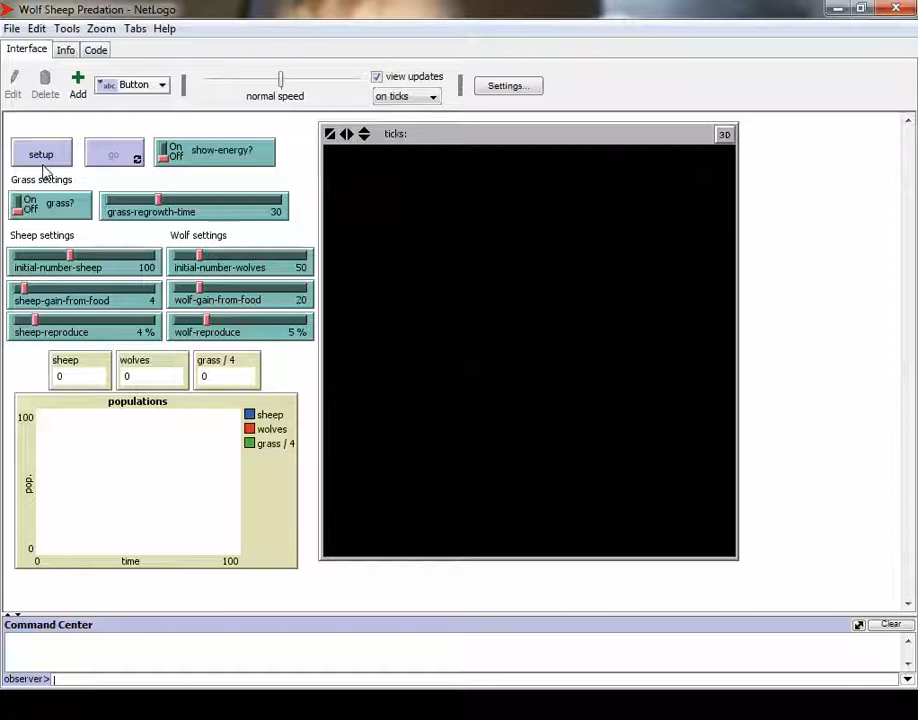 Wolf Sheep Predation - NetLogo
File Edit Tools Zoom Tabs Help
Interface Info Code
Edit Delete Add abc Button normal speed view updates on ticks Settings...
setup go On Off show-energy? ticks: 3D
Grass settings
On Off grass? grass-regrowth-time 30
Sheep settings Wolf settings
initial-number-sheep 100 initial-number-wolves 50
sheep-gain-from-food 4 wolf-gain-from-food 20
sheep-reproduce 4 % wolf-reproduce 5 %
sheep wolves grass / 4
0 0 0
populations
100 sheep
wolves
grass / 4
pop.
0
0 time 100
Command Center Clear
observer>